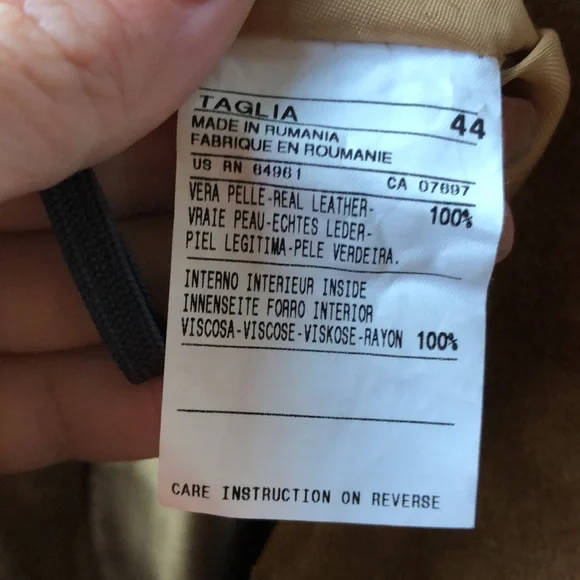 TAGLIA 44
MADE IN RUMANIA
FABRIQUE EN ROUMANIE
US RN 64961 CA 07697
VERA PELLE-REAL LEATHER- 100%
VRAIE PEAU-ECHTES LEDER-
PIEL LEGITIMA-PELE VERDEIRA.
INTERNO INTERIEUR INSIDE
INNENSEITE FORRO INTERIOR
VISCOSA-VISCOSE-VISKOSE-RAYON 100%
CARE INSTRUCTION ON REVERSE